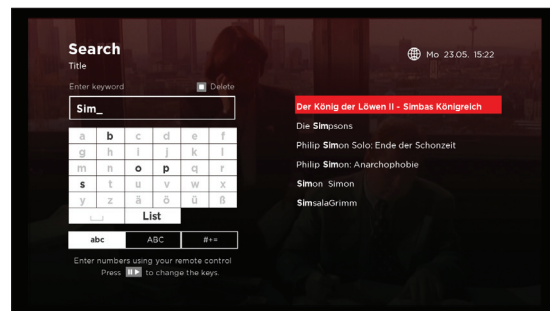 Search
Title
Mo 23.05. 15:22
Enter keyword
Delete
Sim_
a b c d e f
g h i j k l
m n o p q r
s t u v w x
y z ä ö ü ß
List
abc ABC #+=
Enter numbers using your remote control
Press to change the keys.
Der König der Löwen II - Simbas Königreich
Die Simpsons
Philip Simon Solo: Ende der Schonzeit
Philip Simon: Anarchophobie
Simon Simon
SimsalaGrimm